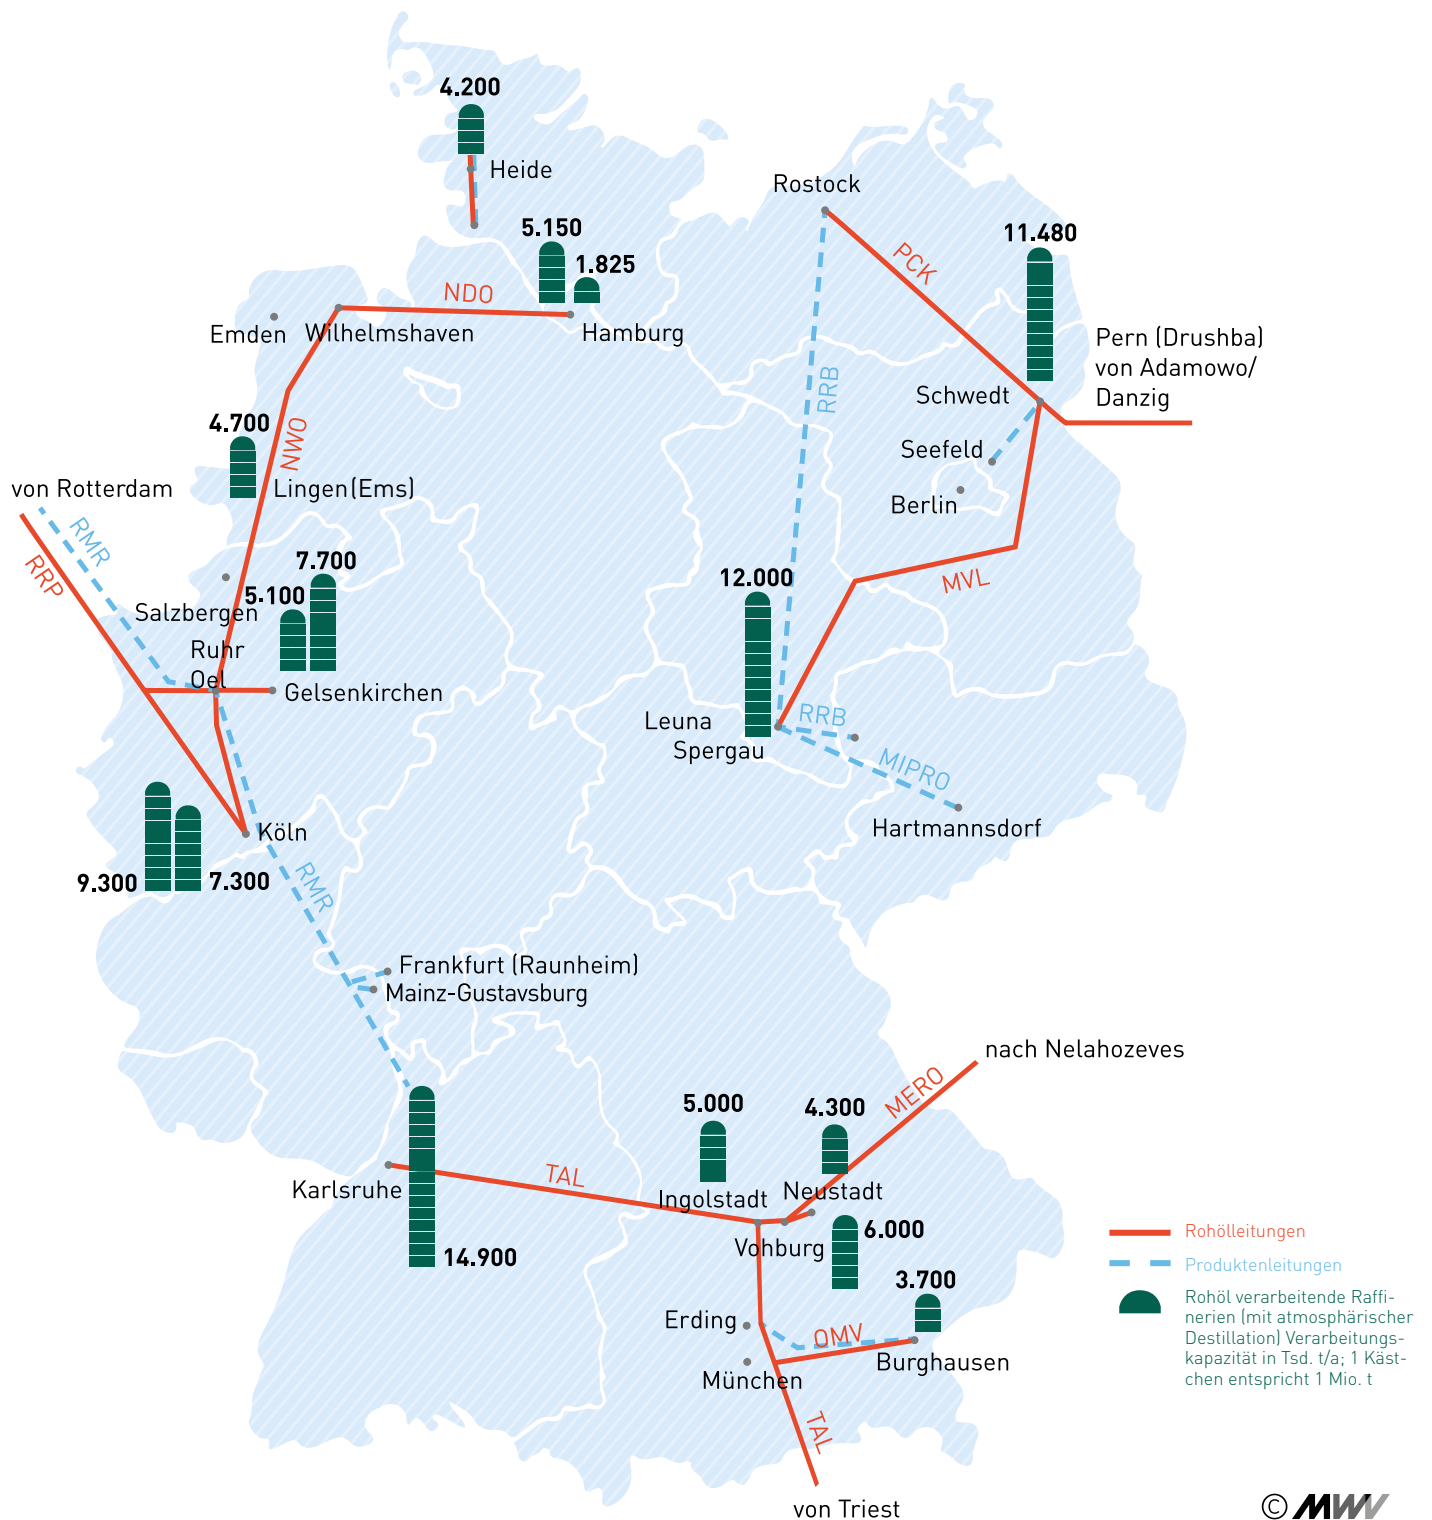 4.200
Heide
Rostock
5.150
1.825
11.480
PCK
NDO
Emden
Wilhelmshaven
Hamburg
Pern (Drushba)
von Adamowo/
Danzig
RRB
Schwedt
4.700
NWO
Seefeld
von Rotterdam
Lingen(Ems)
Berlin
RMR
RRP
7.700
5.100
12.000
MVL
Salzbergen
Ruhr
Oel
Gelsenkirchen
Leuna
Spergau
RRB
MIPRO
Köln
Hartmannsdorf
9.300
7.300
RMR
Frankfurt (Raunheim)
Mainz-Gustavsburg
nach Nelahozeves
MERO
5.000
4.300
TAL
Karlsruhe
Ingolstadt
Neustadt
14.900
Vohburg
6.000
3.700
Erding
OMV
München
Burghausen
TAL
von Triest
Rohölleitungen
Produktenleitungen
Rohöl verarbeitende Raffi-
nerien (mit atmosphärischer
Destillation) Verarbeitungs-
kapazität in Tsd. t/a; 1 Käst-
chen entspricht 1 Mio. t
© MWV